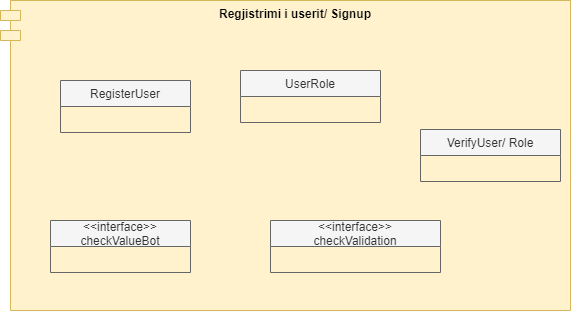 Regjistrimi i userit/ Signup
RegisterUser
UserRole
VerifyUser/ Role
<<interface>>
checkValueBot
<<interface>>
checkValidation